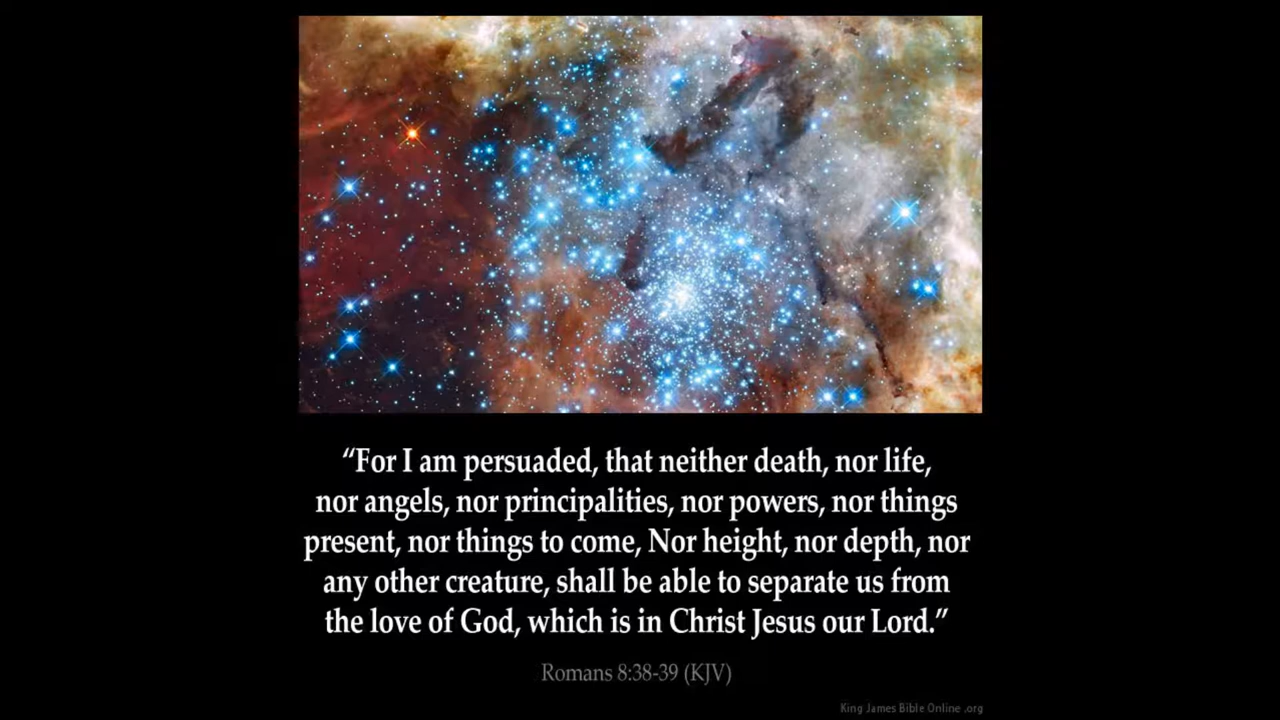 “For I am persuaded, that neither death, nor life,
nor angels, nor principalities, nor powers, nor things
present, nor things to come, Nor height, nor depth, nor
any other creature, shall be able to separate us from
the love of God, which is in Christ Jesus our Lord.”
Romans 8:38-39 (KJV)
King James Bible Online .org